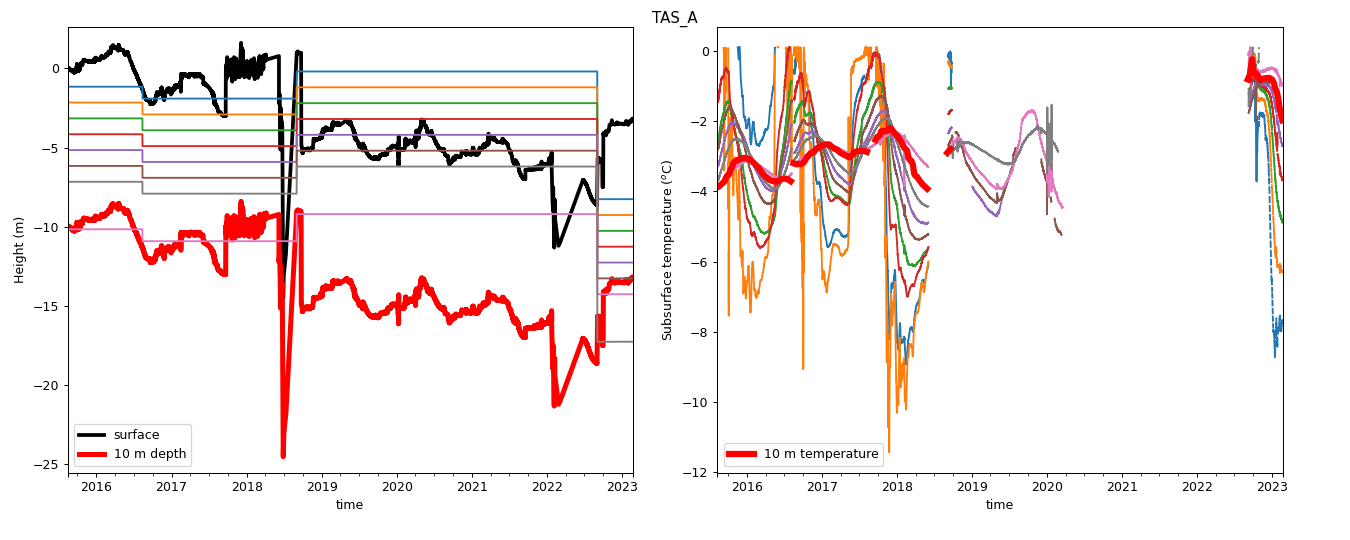 TAS_A
Height (m)
0
−5
−10
−15
−20
−25
surface
10 m depth
2016 2017 2018 2019 2020 2021 2022 2023
time
Subsurface temperature (°C)
0
−2
−4
−6
−8
−10
−12
10 m temperature
2016 2017 2018 2019 2020 2021 2022 2023
time